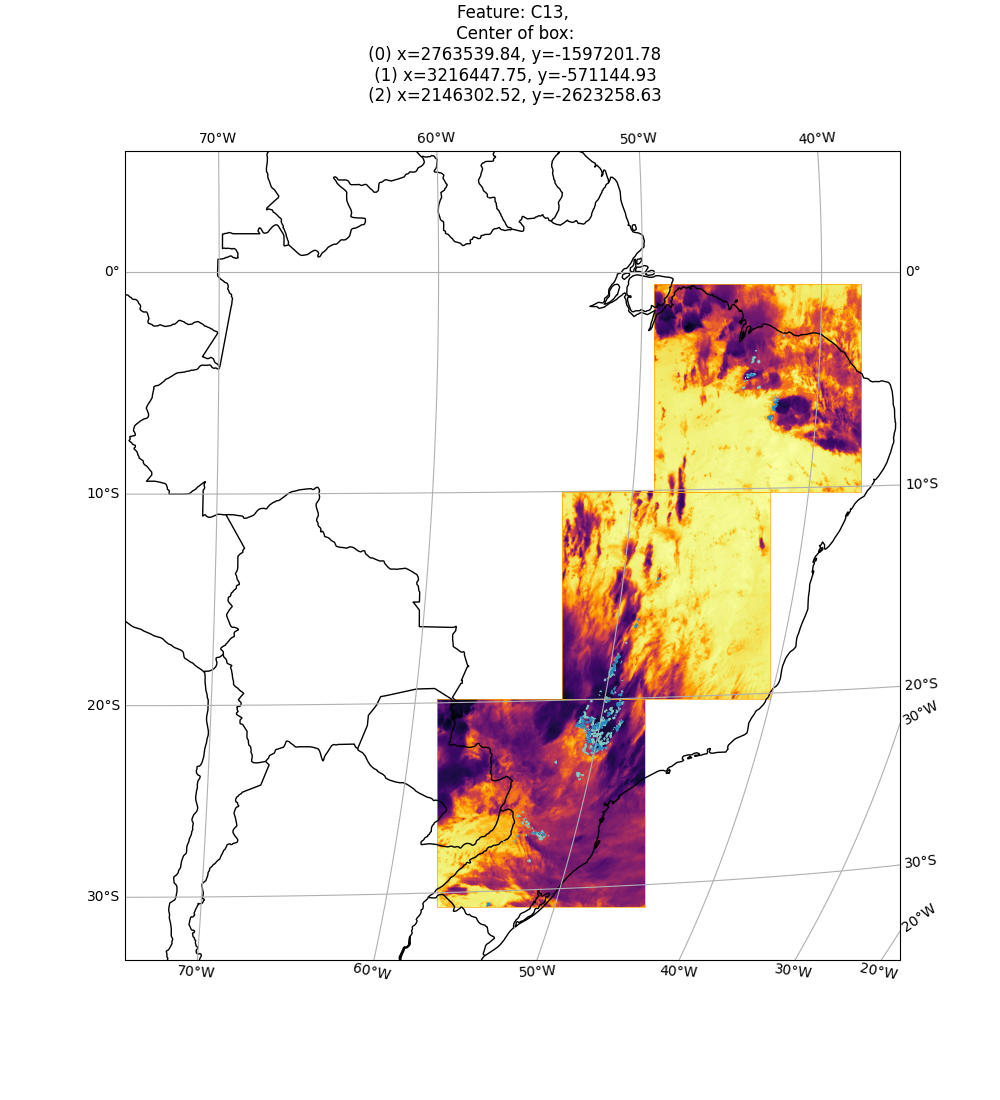 Feature: C13,
Center of box:
(0) x=2763539.84, y=-1597201.78
(1) x=3216447.75, y=-571144.93
(2) x=2146302.52, y=-2623258.63
70°W 60°W 50°W 40°W
0° 0°
10°S 10°S
20°S 20°S
30°W
30°S 30°S
20°W
70°W 60°W 50°W 40°W 30°W 20°W